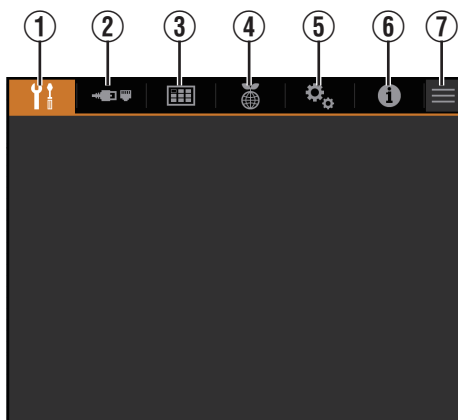 ① ② ③ ④ ⑤ ⑥ ⑦